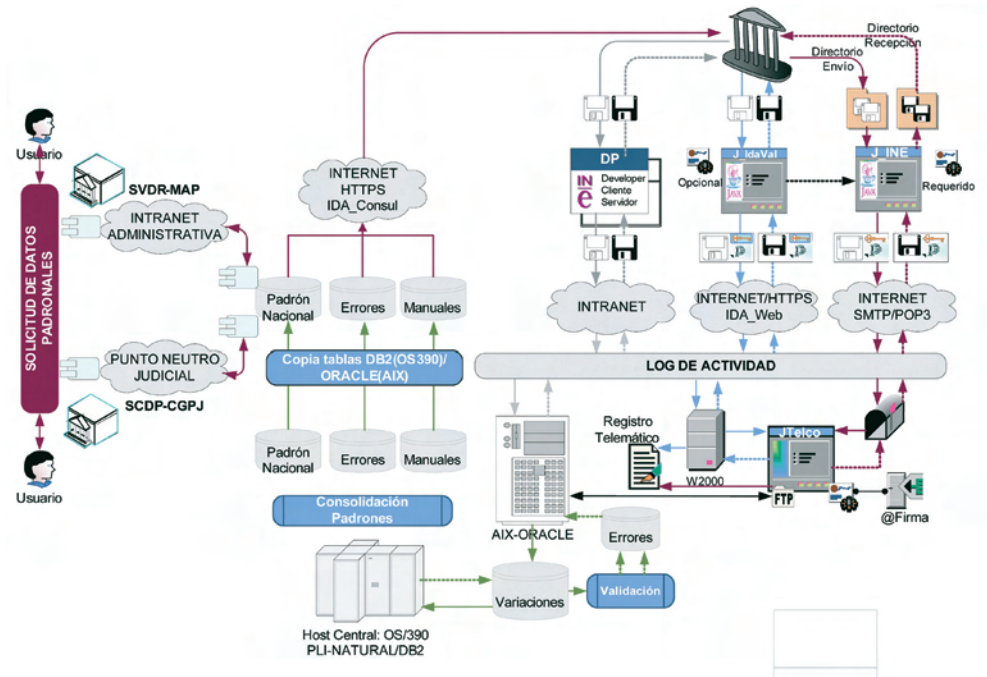 Directorio
Recepción
Directorio
Envío
Usuario
SVDR-MAP
INTRANET
ADMINISTRATIVA
SOLICITUD DE DATOS
PADRONALES
PUNTO NEUTRO
JUDICIAL
SCDP-CGPJ
Usuario
INTERNET
HTTPS
IDA_Consul
Padrón
Nacional
Errores
Manuales
Copia tablas DB2(OS390)/
ORACLE(AIX)
Padrón
Nacional
Errores
Manuales
Consolidación
Padrones
Host Central: OS/390
PLI-NATURAL/DB2
DP
INe
Developer
Cliente
Servidor
Opcional
J_IdaVal
JAVA
J_INE
JAVA
Requerido
INTRANET
INTERNET/HTTPS
IDA_Web
INTERNET
SMTP/POP3
LOG DE ACTIVIDAD
AIX-ORACLE
Registro
Telemático
W2000
JTelco
FTP
@Firma
Errores
Variaciones
Validación